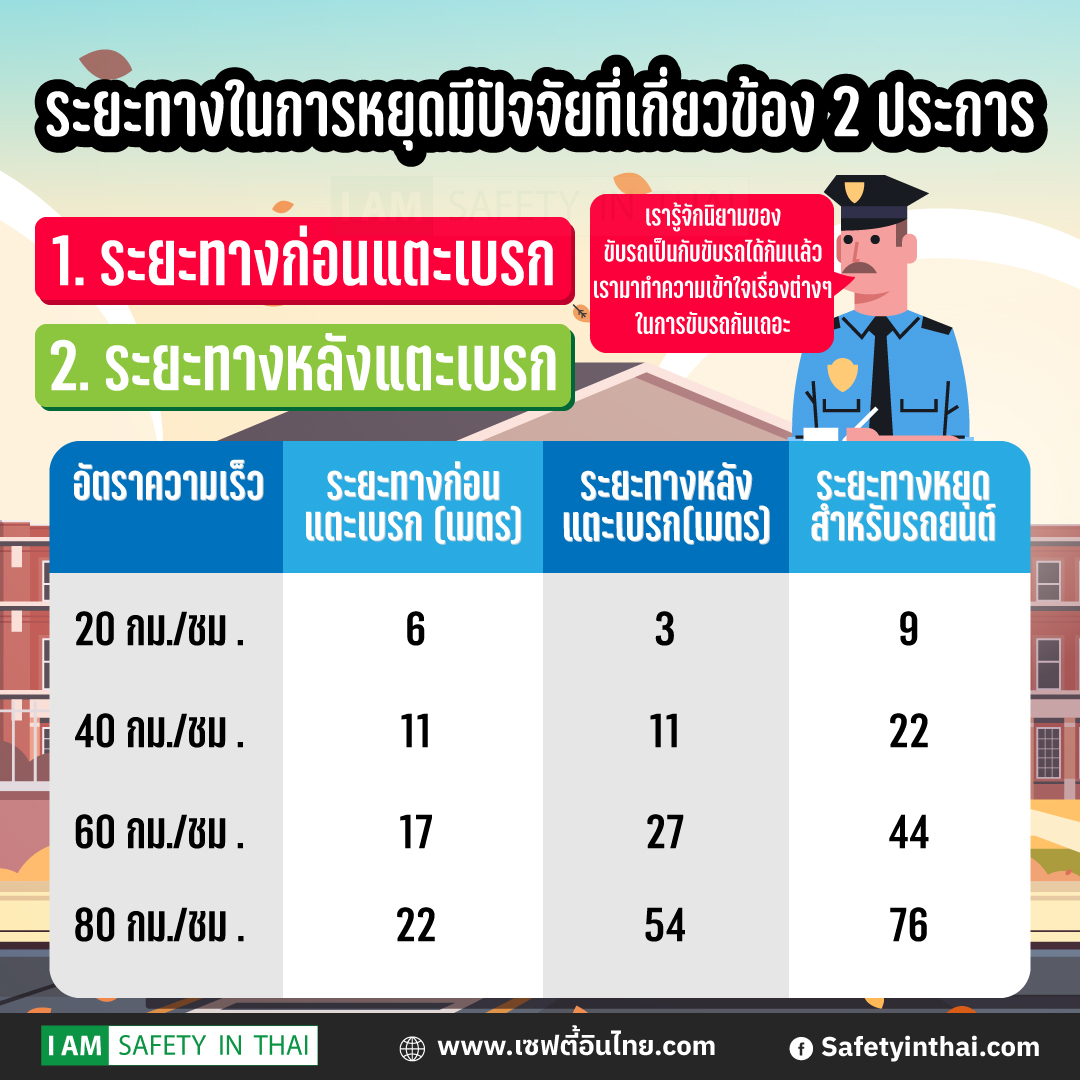 ระยะทางในการหยุดมีปัจจัยที่เกี่ยวข้อง 2 ประการ
I AM SAFETY IN THAI
1. ระยะทางก่อนแตะเบรก
2. ระยะทางหลังแตะเบรก
เรารู้จักนิยามของ
ขับรถเป็นกับขับรถได้กันแล้ว
เรามาทำความเข้าใจเรื่องต่างๆ
ในการขับรถกันเถอะ
อัตราความเร็ว ระยะทางก่อน ระยะทางหลัง ระยะทางหยุด
แตะเบรก (เมตร) แตะเบรก(เมตร) สำหรับรถยนต์
20 กม./ชม . 6 3 9
40 กม./ชม . 11 11 22
60 กม./ชม . 17 27 44
80 กม./ชม . 22 54 76
I AM SAFETY IN THAI www.เซฟตี้อินไทย.com Safetyinthai.com